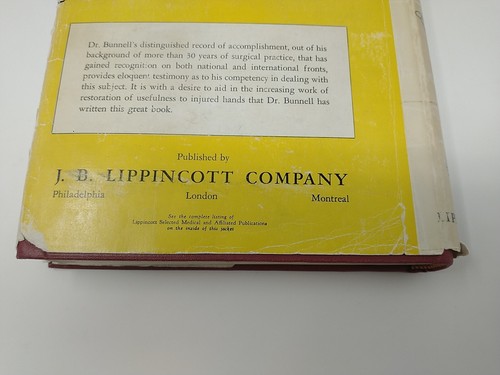 Dr. Bunnell's distinguished record of accomplishment, out of his
background of more than 30 years of surgical practice, that has
gained recognition on both national and international fronts,
provides eloquent testimony as to his competency in dealing with
this subject. It is with a desire to aid in the increasing work of
restoration of usefulness to injured hands that Dr. Bunnell has
written this great book.
Published by
J. B. LIPPINCOTT COMPANY
Philadelphia London Montreal
See the complete listing of
Lippincott Selected Medical and Affiliated Publications
on the inside of this jacket